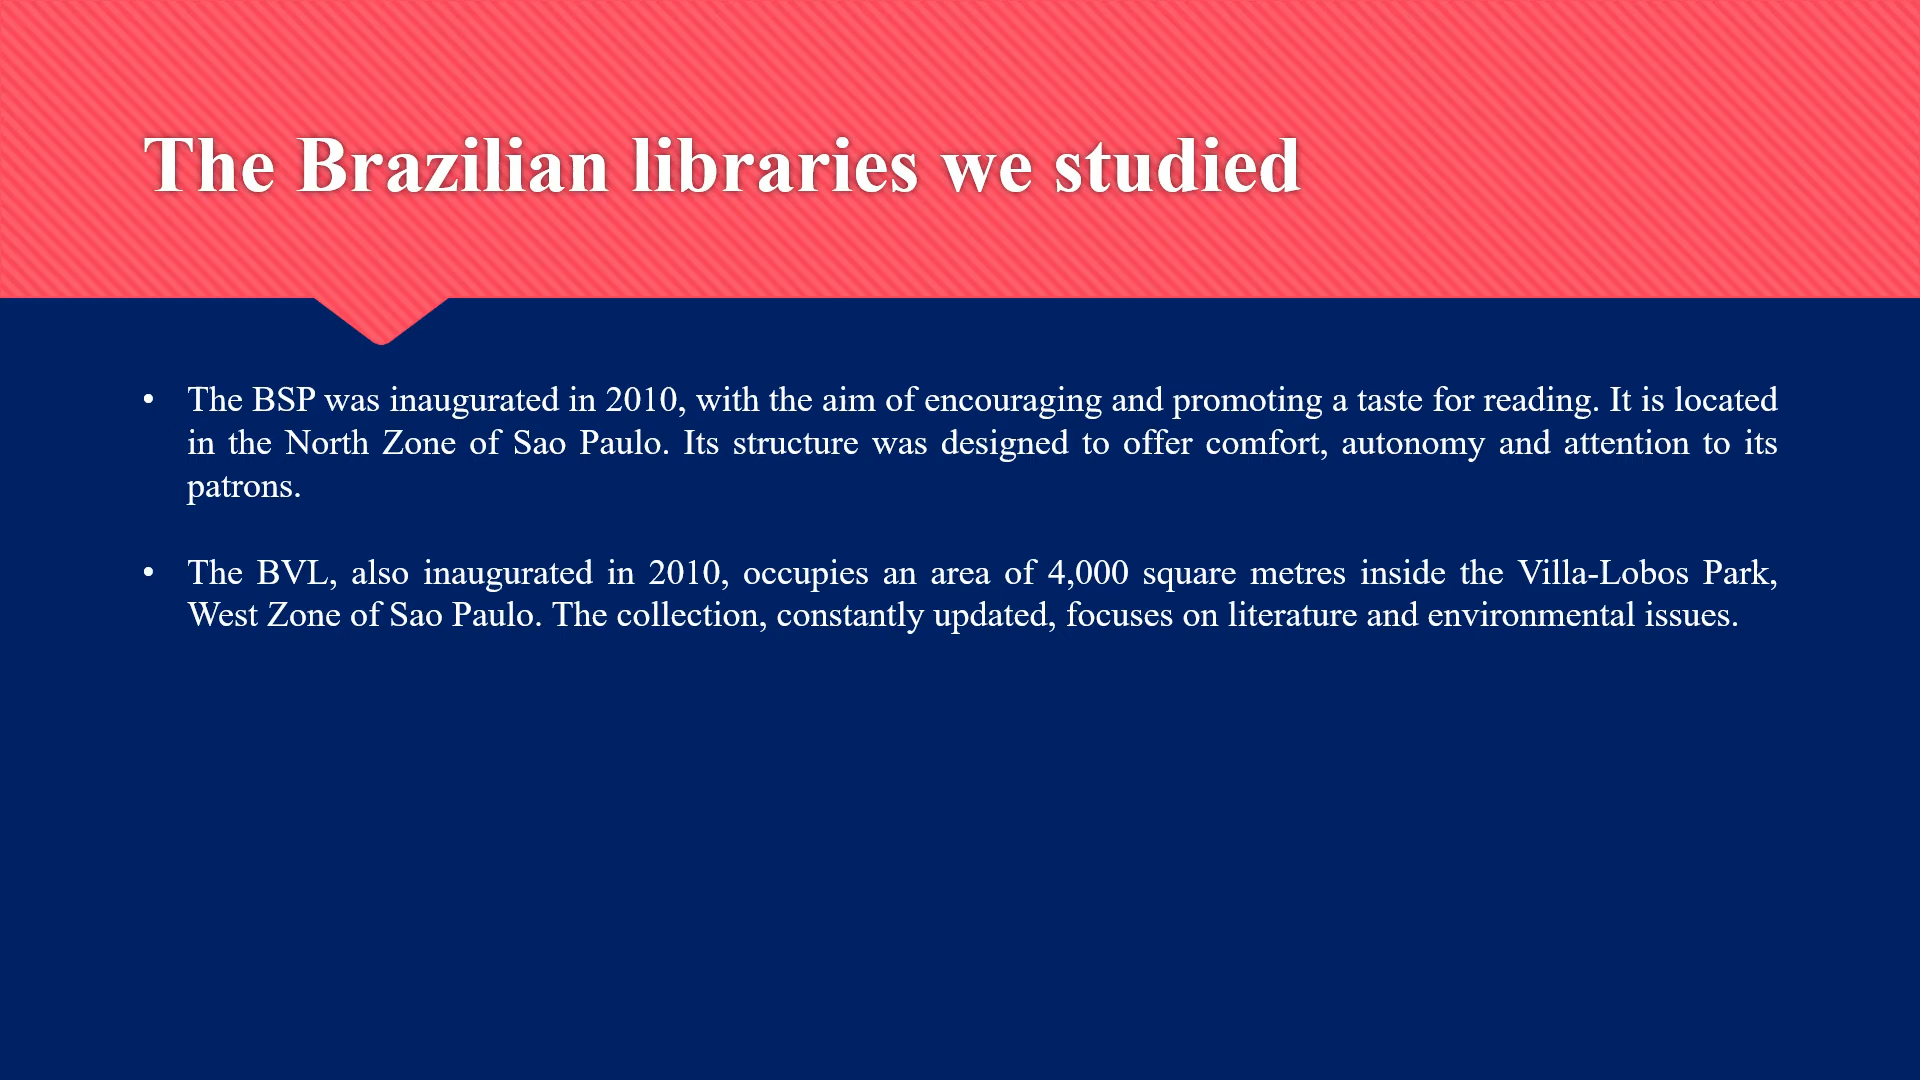 The Brazilian libraries we studied
• The BSP was inaugurated in 2010, with the aim of encouraging and promoting a taste for reading. It is located
in the North Zone of Sao Paulo. Its structure was designed to offer comfort, autonomy and attention to its
patrons.
• The BVL, also inaugurated in 2010, occupies an area of 4,000 square metres inside the Villa-Lobos Park,
West Zone of Sao Paulo. The collection, constantly updated, focuses on literature and environmental issues.